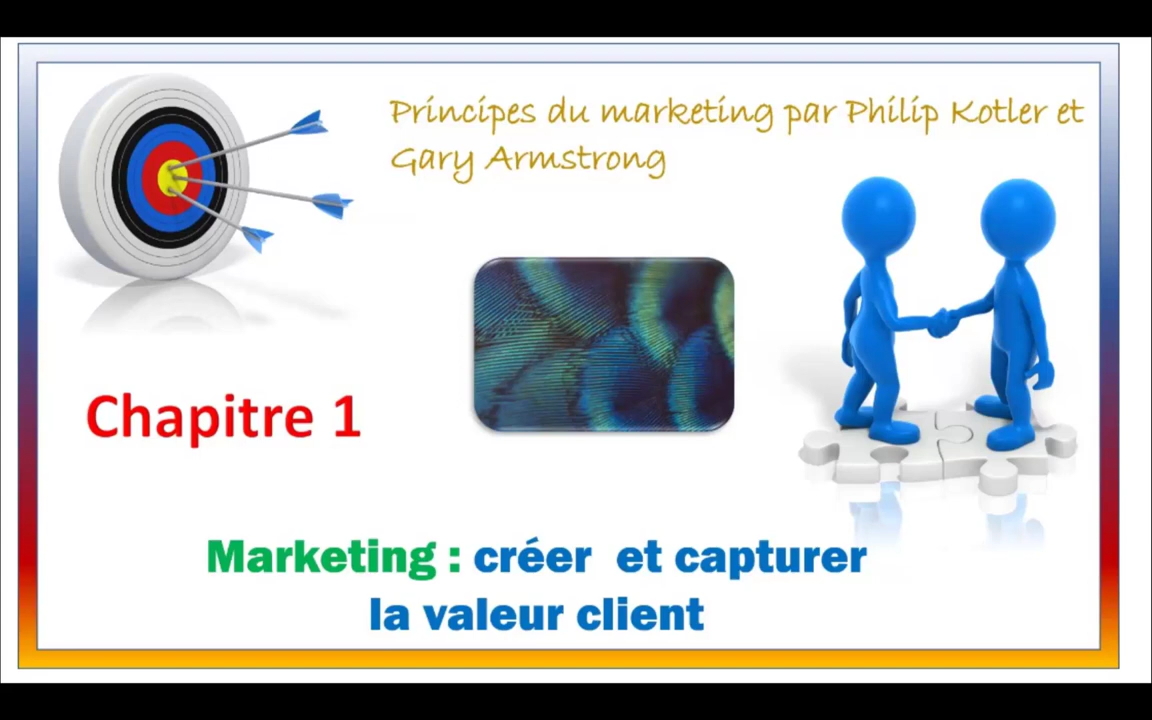 Principes du marketing par Philip Kotler et
Gary Armstrong
Chapitre 1
Marketing : créer et capturer
la valeur client